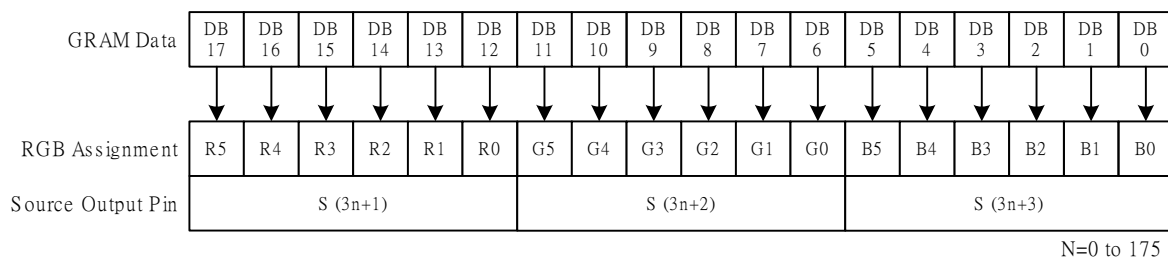 GRAM Data DB 17 DB 16 DB 15 DB 14 DB 13 DB 12 DB 11 DB 10 DB 9 DB 8 DB 7 DB 6 DB 5 DB 4 DB 3 DB 2 DB 1 DB 0
RGB Assignment R5 R4 R3 R2 R1 R0 G5 G4 G3 G2 G1 G0 B5 B4 B3 B2 B1 B0
Source Output Pin S (3n+1) S (3n+2) S (3n+3)
N=0 to 175